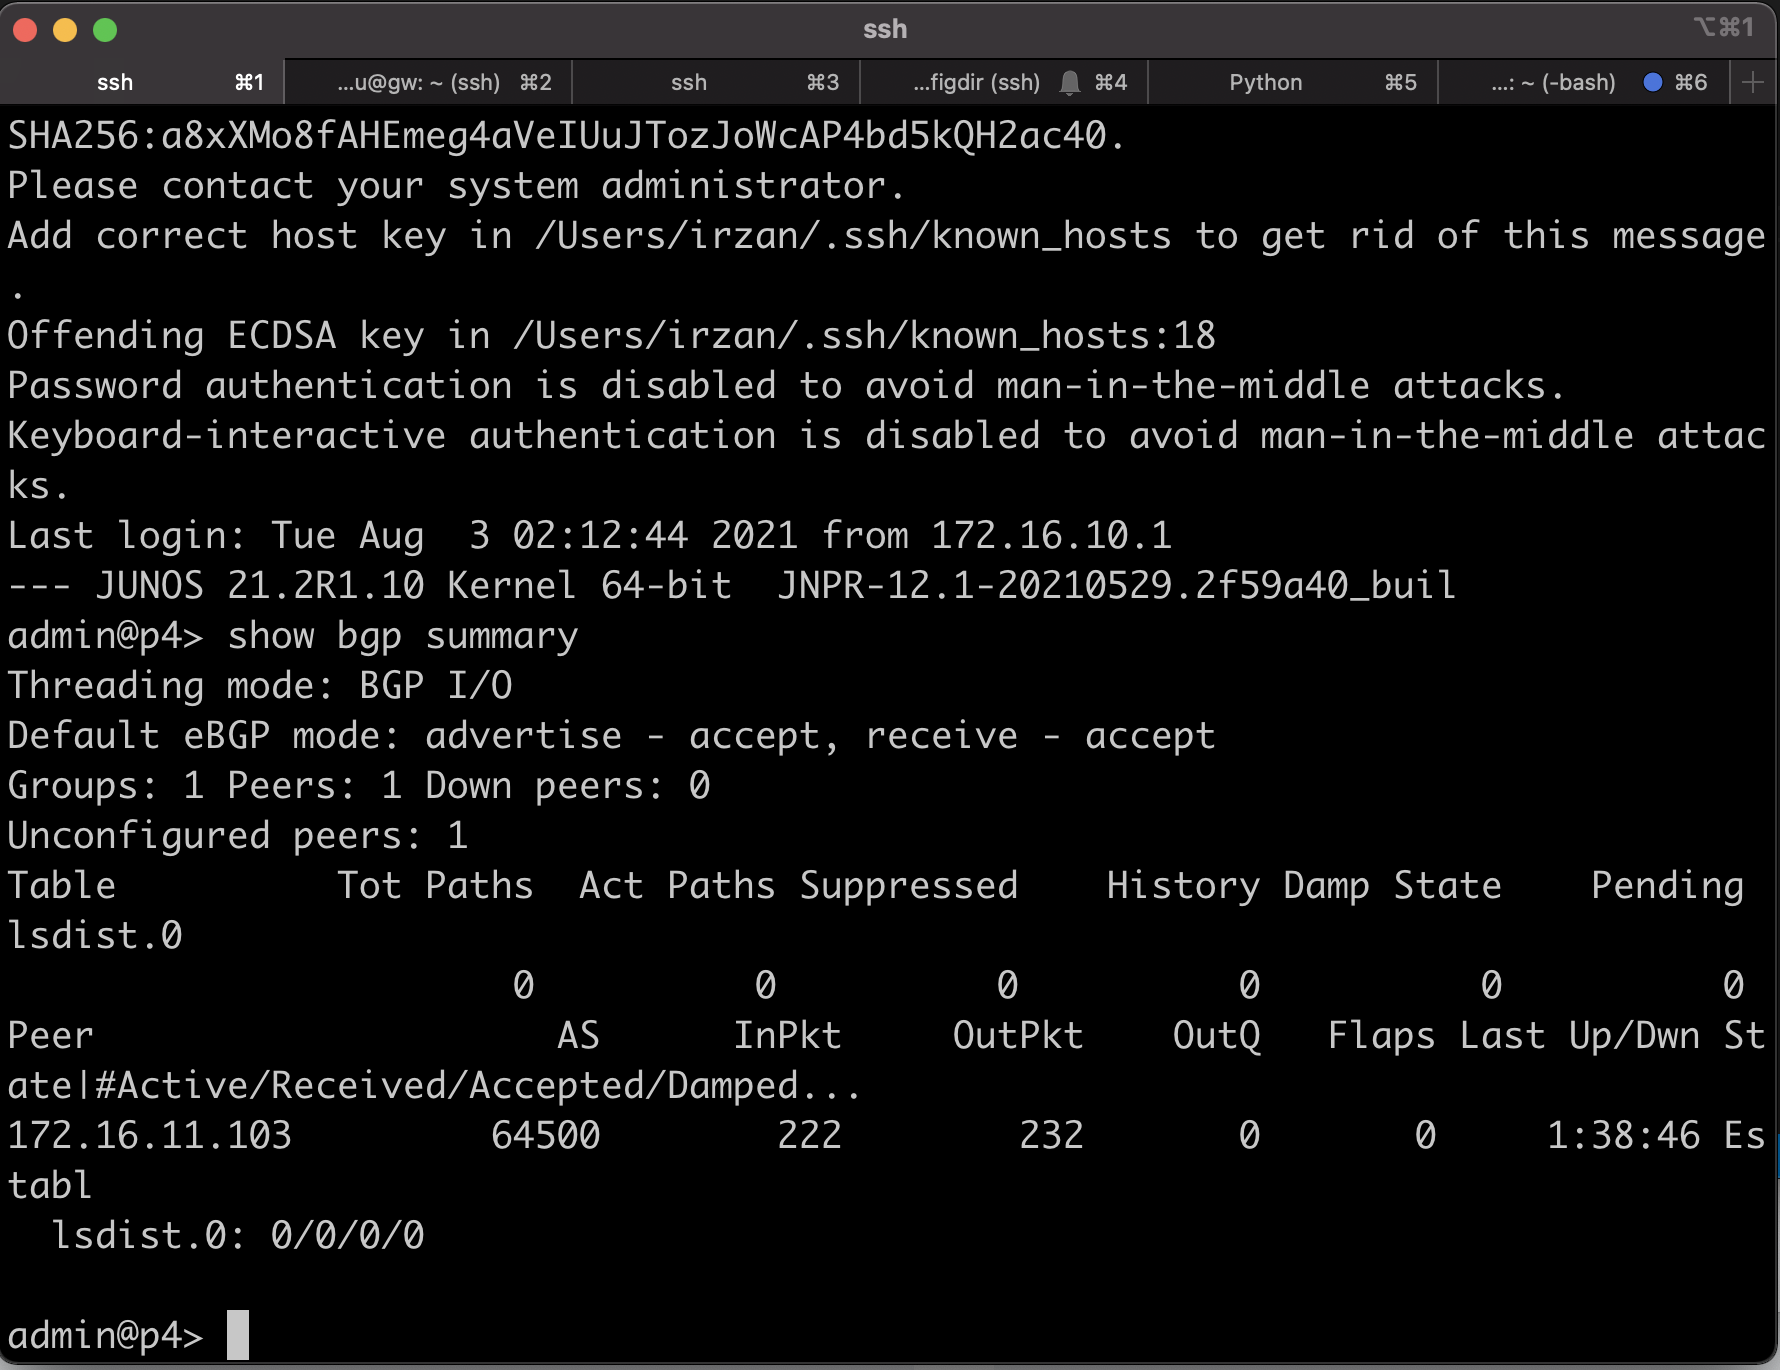 ssh
⌥⌘1
ssh ⌘1 ...u@gw: ~ (ssh) ⌘2 ssh ⌘3 ...figdir (ssh) ⌘4 Python ⌘5 ...: ~ (-bash) ⌘6 +
SHA256:a8xXMo8fAHEmeg4aVeIUuJTozJoWcAP4bd5kQH2ac40.
Please contact your system administrator.
Add correct host key in /Users/irzan/.ssh/known_hosts to get rid of this message
.
Offending ECDSA key in /Users/irzan/.ssh/known_hosts:18
Password authentication is disabled to avoid man-in-the-middle attacks.
Keyboard-interactive authentication is disabled to avoid man-in-the-middle attac
ks.
Last login: Tue Aug  3 02:12:44 2021 from 172.16.10.1
--- JUNOS 21.2R1.10 Kernel 64-bit  JNPR-12.1-20210529.2f59a40_buil
admin@p4> show bgp summary
Threading mode: BGP I/O
Default eBGP mode: advertise - accept, receive - accept
Groups: 1 Peers: 1 Down peers: 0
Unconfigured peers: 1
Table          Tot Paths  Act Paths Suppressed    History Damp State    Pending
lsdist.0
                       0          0          0          0          0          0
Peer                     AS      InPkt     OutPkt    OutQ   Flaps Last Up/Dwn St
ate|#Active/Received/Accepted/Damped...
172.16.11.103         64500        222        232       0       0     1:38:46 Es
tabl
  lsdist.0: 0/0/0/0
admin@p4>